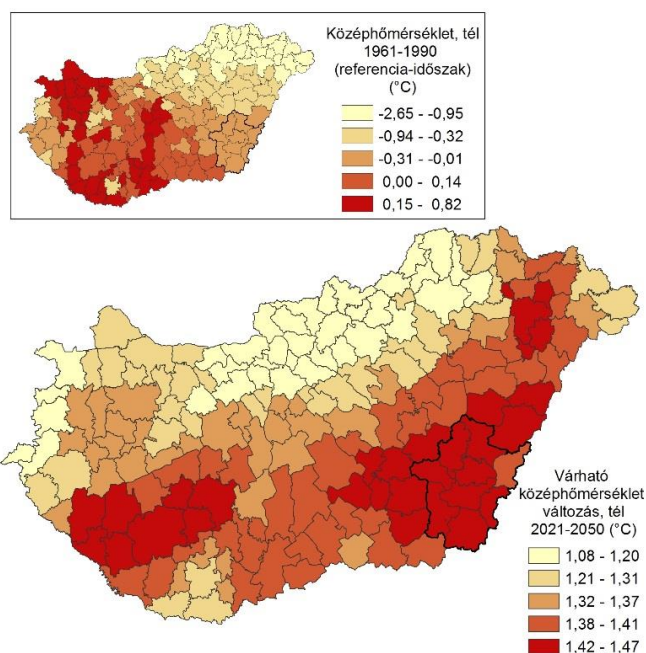 Középhőmérséklet, tél
1961-1990
(referencia-időszak)
(°C)
-2,65 - -0,95
-0,94 - -0,32
-0,31 - -0,01
0,00 - 0,14
0,15 - 0,82
Várható
középhőmérséklet
változás, tél
2021-2050 (°C)
1,08 - 1,20
1,21 - 1,31
1,32 - 1,37
1,38 - 1,41
1,42 - 1,47